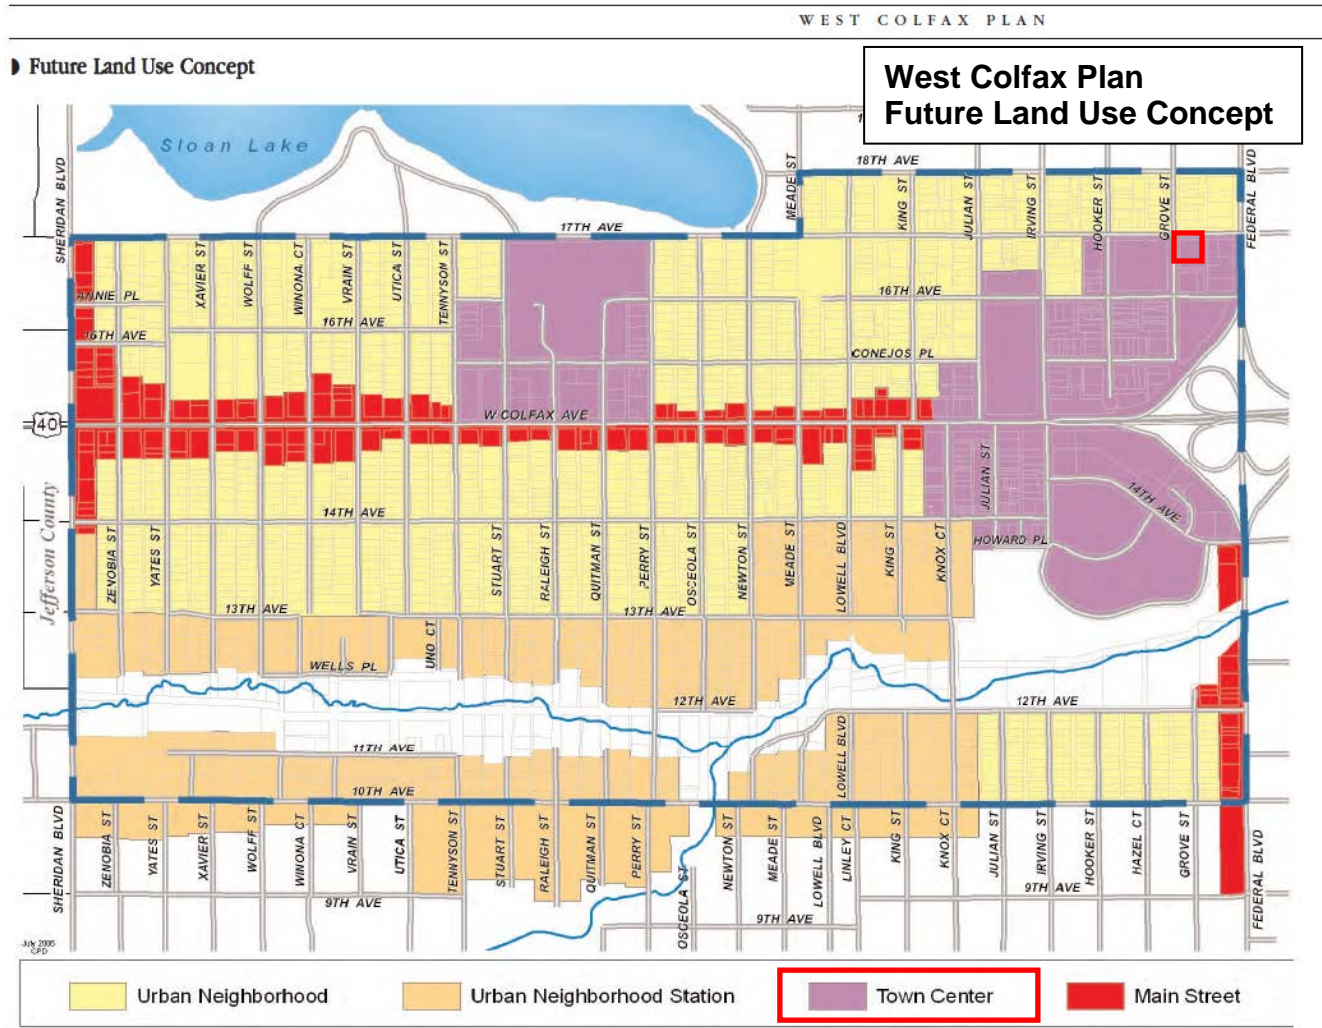 WEST COLFAX PLAN
Future Land Use Concept
West Colfax Plan
Future Land Use Concept
Sloan Lake
SHERIDAN BLVD
MEADE ST
18TH AVE
KING ST
JULIAN ST
IRVING ST
HOOKER ST
GROVE ST
FEDERAL BLVD
17TH AVE
XAVIER ST
WOLFF ST
WINONA CT
VRAIN ST
UTICA ST
TENNYSON ST
ANNIE PL
16TH AVE
16TH AVE
16TH AVE
CONEJOS PL
W COLFAX AVE
40
Jefferson County
14TH AVE
JULIAN ST
14TH AVE
HOWARD PL
ZENOBIA ST
YATES ST
STUART ST
RALEIGH ST
QUITMAN ST
PERRY ST
OSCEOLA ST
NEWTON ST
MEADE ST
LOWELL BLVD
KING ST
KNOX CT
13TH AVE
13TH AVE
UNO CT
WELLS PL
12TH AVE
12TH AVE
11TH AVE
LOWELL BLVD
10TH AVE
SHERIDAN BLVD
ZENOBIA ST
YATES ST
XAVIER ST
WOLFF ST
WINONA CT
VRAIN ST
UTICA ST
TENNYSON ST
STUART ST
RALEIGH ST
QUITMAN ST
PERRY ST
OSCEOLA ST
NEWTON ST
MEADE ST
LOWELL BLVD
LINLEY CT
KING ST
KNOX CT
JULIAN ST
IRVING ST
HOOKER ST
HAZEL CT
GROVE ST
FEDERAL BLVD
9TH AVE
9TH AVE
9TH AVE
July 2005
CPD
Urban Neighborhood
Urban Neighborhood Station
Town Center
Main Street